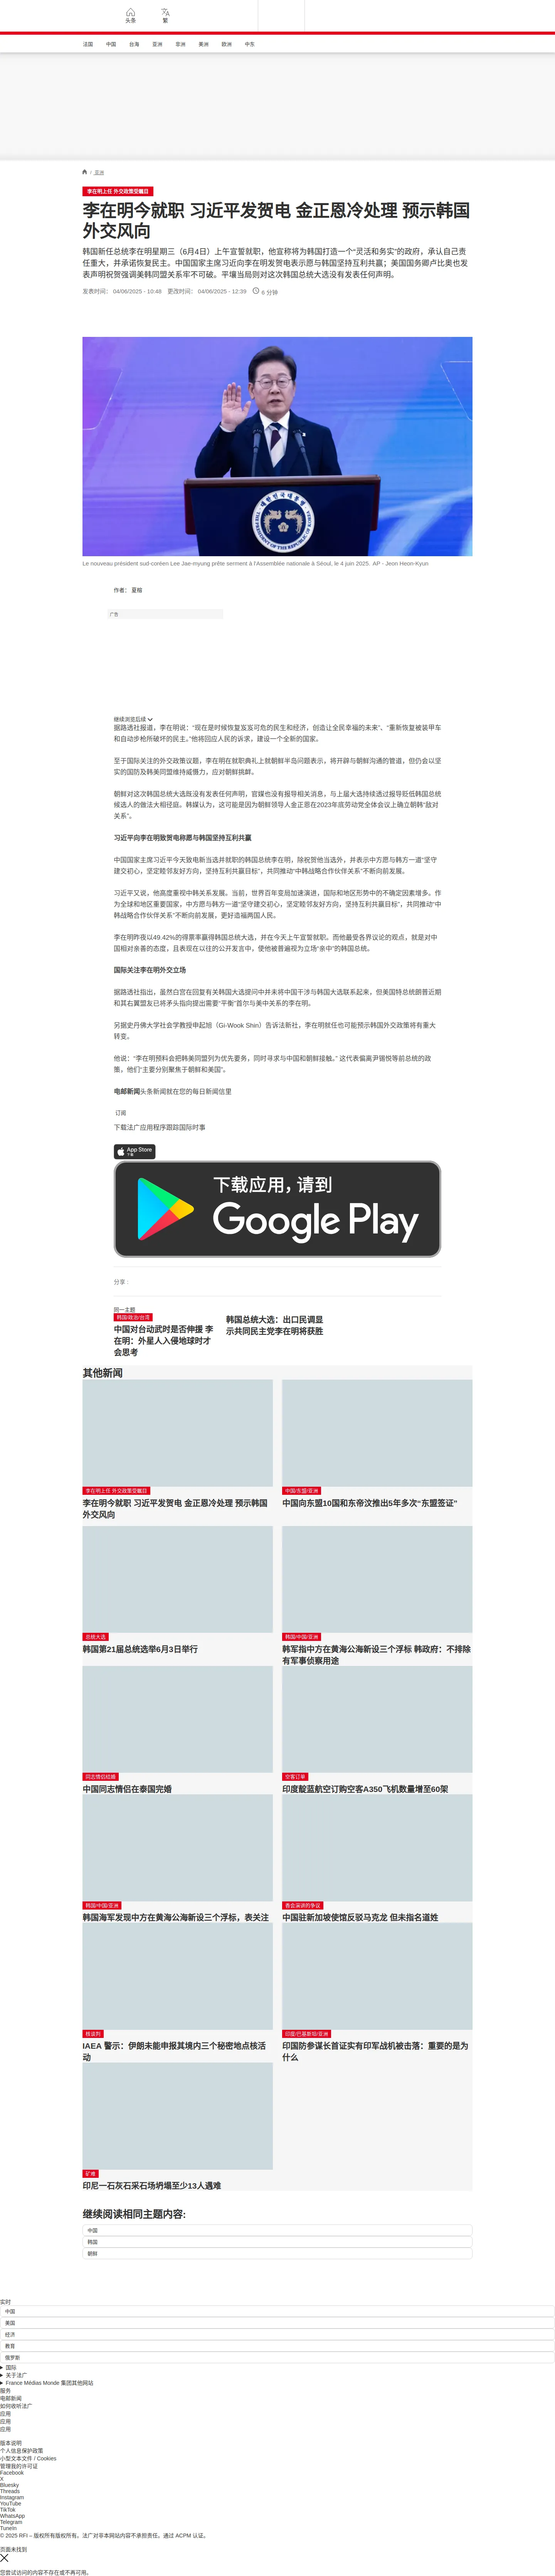 头条
繁
法国
中国
台海
亚洲
非洲
美洲
欧洲
中东
/ 亚洲
李在明上任 外交政策受瞩目
李在明今就职 习近平发贺电 金正恩冷处理 预示韩国
外交风向
韩国新任总统李在明星期三（6月4日）上午宣誓就职，他宣称将为韩国打造一个"灵活和务实"的政府，承认自己责
任重大，并承诺恢复民主。中国国家主席习近向李在明发贺电表示愿与韩国坚持互利共赢；美国国务卿卢比奥也发
表声明祝贺强调美韩同盟关系牢不可破。平壤当局则对这次韩国总统大选没有发表任何声明。
发表时间： 04/06/2025 - 10:48 更改时间： 04/06/2025 - 12:39 6 分钟
Le nouveau président sud-coréen Lee Jae-myung prête serment à l'Assemblée nationale à Séoul, le 4 juin 2025. AP - Jeon Heon-Kyun
作者： 夏榕
广告
继续浏览后续
据路透社报道，李在明说："现在是时候恢复岌岌可危的民生和经济，创造让全民幸福的未来"、"重新恢复被装甲车
和自动步枪所破坏的民主。"他将回应人民的诉求，建设一个全新的国家。
至于国际关注的外交政策议题，李在明在就职典礼上就朝鲜半岛问题表示，将开辟与朝鲜沟通的管道，但仍会以坚
实的国防及韩美同盟维持威慑力，应对朝鲜挑衅。
朝鲜对这次韩国总统大选既没有发表任何声明，官媒也没有报导相关消息，与上届大选持续透过报导贬低韩国总统
候选人的做法大相径庭。韩媒认为，这可能是因为朝鲜领导人金正恩在2023年底劳动党全体会议上确立朝韩"敌对
关系"。
习近平向李在明致贺电称愿与韩国坚持互利共赢
中国国家主席习近平今天致电新当选并就职的韩国总统李在明，除祝贺他当选外，并表示中方愿与韩方一道"坚守
建交初心，坚定睦邻友好方向，坚持互利共赢目标"，共同推动"中韩战略合作伙伴关系"不断向前发展。
习近平又说，他高度重视中韩关系发展。当前，世界百年变局加速演进，国际和地区形势中的不确定因素增多。作
为全球和地区重要国家，中方愿与韩方一道"坚守建交初心，坚定睦邻友好方向，坚持互利共赢目标"，共同推动"中
韩战略合作伙伴关系"不断向前发展，更好造福两国人民。
李在明昨夜以49.42%的得票率赢得韩国总统大选，并在今天上午宣誓就职。而他最受各界议论的观点，就是对中
国相对亲善的态度，且表现在以往的公开发言中，使他被普遍视为立场"亲中"的韩国总统。
国际关注李在明外交立场
据路透社指出，虽然白宫在回复有关韩国大选提问中并未将中国干涉与韩国大选联系起来，但美国特总统朗普近期
和其右翼盟友已将矛头指向提出需要"平衡"首尔与美中关系的李在明。
另据史丹佛大学社会学教授申起旭（Gi-Wook Shin）告诉法新社，李在明就任也可能预示韩国外交政策将有重大
转变。
他说："李在明预料会把韩美同盟列为优先要务，同时寻求与中国和朝鲜接触。" 这代表偏离尹锡悦等前总统的政
策，他们"主要分别聚焦于朝鲜和美国"。
电邮新闻头条新闻就在您的每日新闻信里
订阅
下载法广应用程序跟踪国际时事
App Store
下载
下载应用，请到
Google Play
分享 :
同一主题
韩国/政治/台湾
中国对台动武时是否伸援 李
在明：外星人入侵地球时才
会思考
韩国总统大选：出口民调显
示共同民主党李在明将获胜
其他新闻
李在明上任 外交政策受瞩目
李在明今就职 习近平发贺电 金正恩冷处理 预示韩国
外交风向
中国/东盟/亚洲
中国向东盟10国和东帝汶推出5年多次"东盟签证"
总统大选
韩国第21届总统选举6月3日举行
韩国/中国/亚洲
韩军指中方在黄海公海新设三个浮标 韩政府：不排除
有军事侦察用途
同志情侣结婚
中国同志情侣在泰国完婚
空客订单
印度靛蓝航空订购空客A350飞机数量增至60架
韩国/中国/亚洲
韩国海军发现中方在黄海公海新设三个浮标，表关注
香会演讲的争议
中国驻新加坡使馆反驳马克龙 但未指名道姓
核谈判
IAEA 警示：伊朗未能申报其境内三个秘密地点核活
动
印度/巴基斯坦/亚洲
印国防参谋长首证实有印军战机被击落：重要的是为
什么
矿难
印尼一石灰石采石场坍塌至少13人遇难
继续阅读相同主题内容:
中国
韩国
朝鲜
实时
中国
美国
经济
教育
俄罗斯
国际
关于法广
France Médias Monde 集团其他网站
服务
电邮新闻
如何收听法广
应用
应用
应用
版本说明
个人信息保护政策
小型文本文件 / Cookies
管理我的许可证
Facebook
X
Bluesky
Threads
Instagram
YouTube
TikTok
WhatsApp
Telegram
TuneIn
© 2025 RFI – 版权所有版权所有。法广对非本网站内容不承担责任。通过 ACPM 认证。
页面未找到
您尝试访问的内容不存在或不再可用。